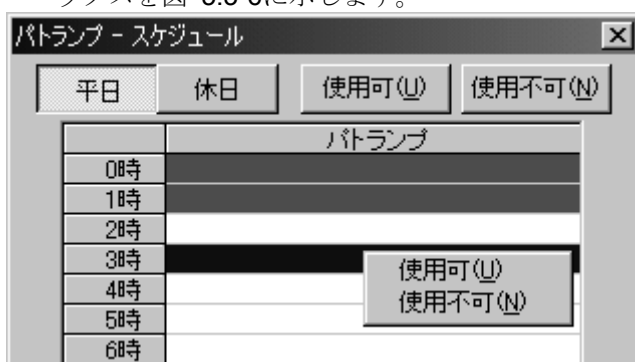 ックスを図 3.3-6に示します。
パトランプ - スケジュール
平日 休日 使用可(U) 使用不可(N)
パトランプ
0時
1時
2時
3時
使用可(U)
4時
使用不可(N)
5時
6時